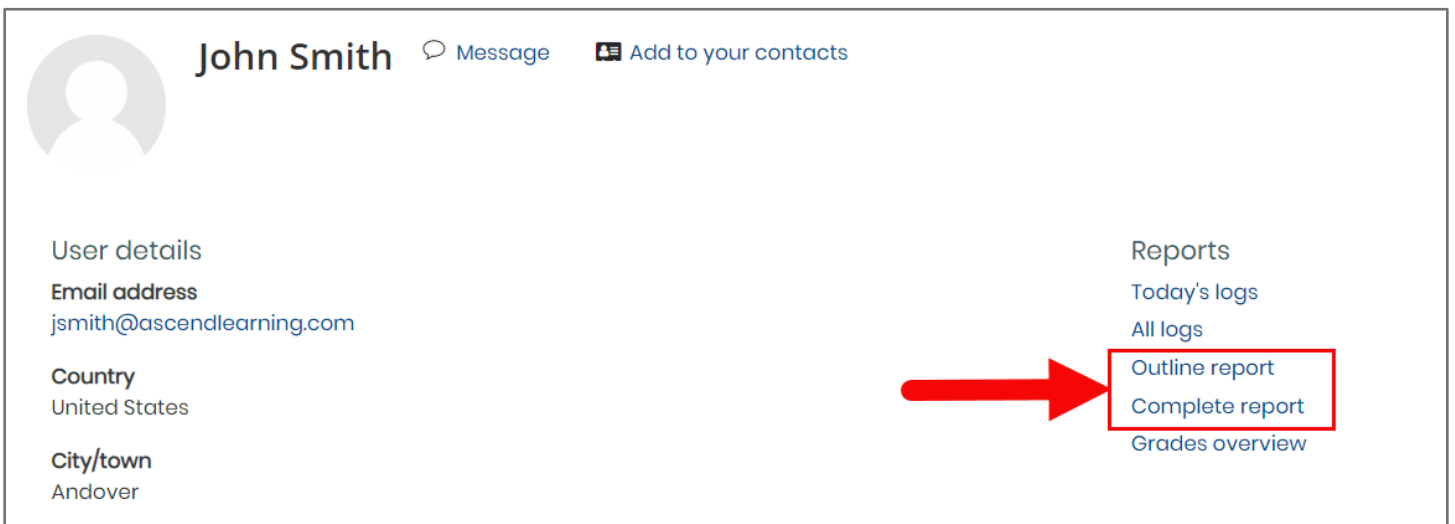 John Smith Message Add to your contacts
User details
Email address
jsmith@ascendlearning.com
Country
United States
City/town
Andover
Reports
Today's logs
All logs
Outline report
Complete report
Grades overview